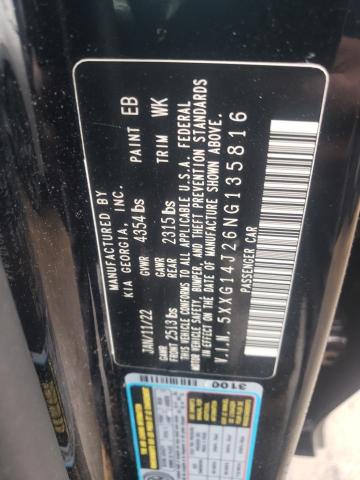 MANUFACTURED BY
KIA GEORGIA, INC.
PAINT EB
JAN/11/22 GVWR 4354 lbs TRIM WK
GAWR FRONT 2513 lbs GAWR REAR 2315 lbs
THIS VEHICLE CONFORMS TO ALL APPLICABLE U.S.A. FEDERAL
MOTOR VEHICLE SAFETY, BUMPER, AND THEFT PREVENTION STANDARDS
IN EFFECT ON THE DATE OF MANUFACTURE SHOWN ABOVE.
V.I.N. 5XXG14J26NG135816
PASSENGER CAR
3100